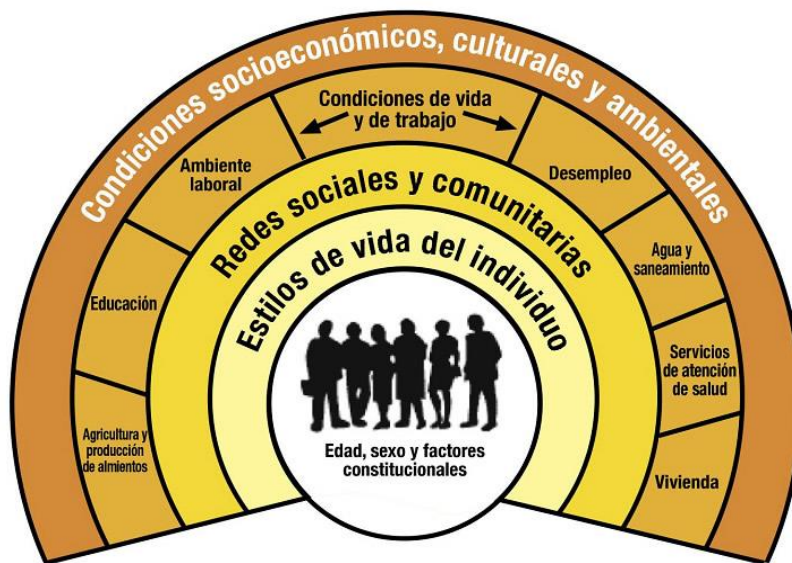 Condiciones socioeconómicos, culturales y ambientales
Condiciones de vida
y de trabajo
Ambiente
laboral
Desempleo
Educación
Agua y
saneamiento
Agricultura y
producción
de almientos
Servicios
de atención
de salud
Vivienda
Redes sociales y comunitarias
Estilos de vida del individuo
Edad, sexo y factores
constitucionales